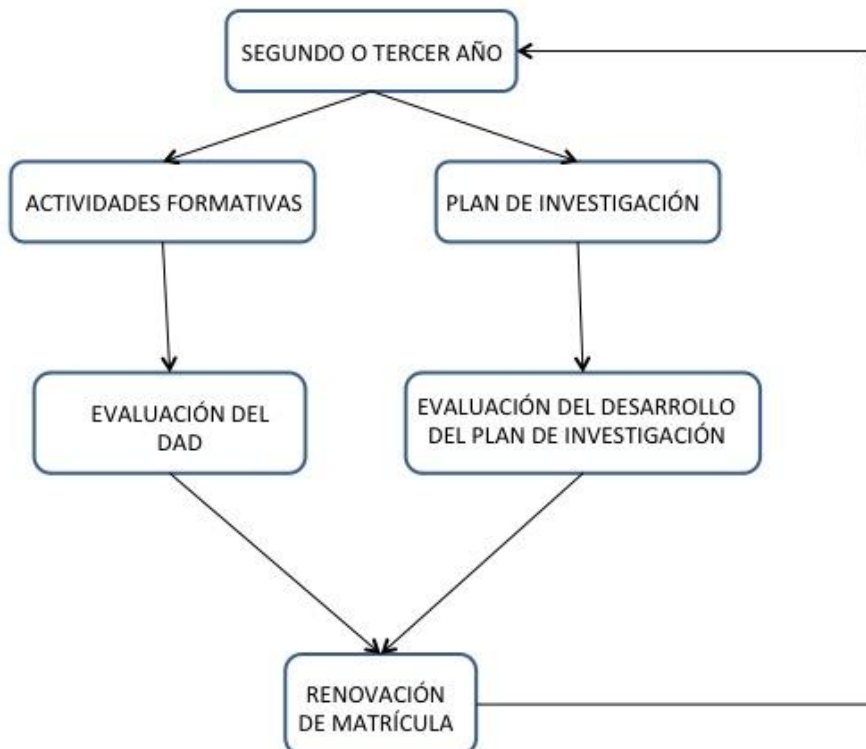 SEGUNDO O TERCER AÑO
ACTIVIDADES FORMATIVAS
PLAN DE INVESTIGACIÓN
EVALUACIÓN DEL
DAD
EVALUACIÓN DEL DESARROLLO
DEL PLAN DE INVESTIGACIÓN
RENOVACIÓN
DE MATRÍCULA